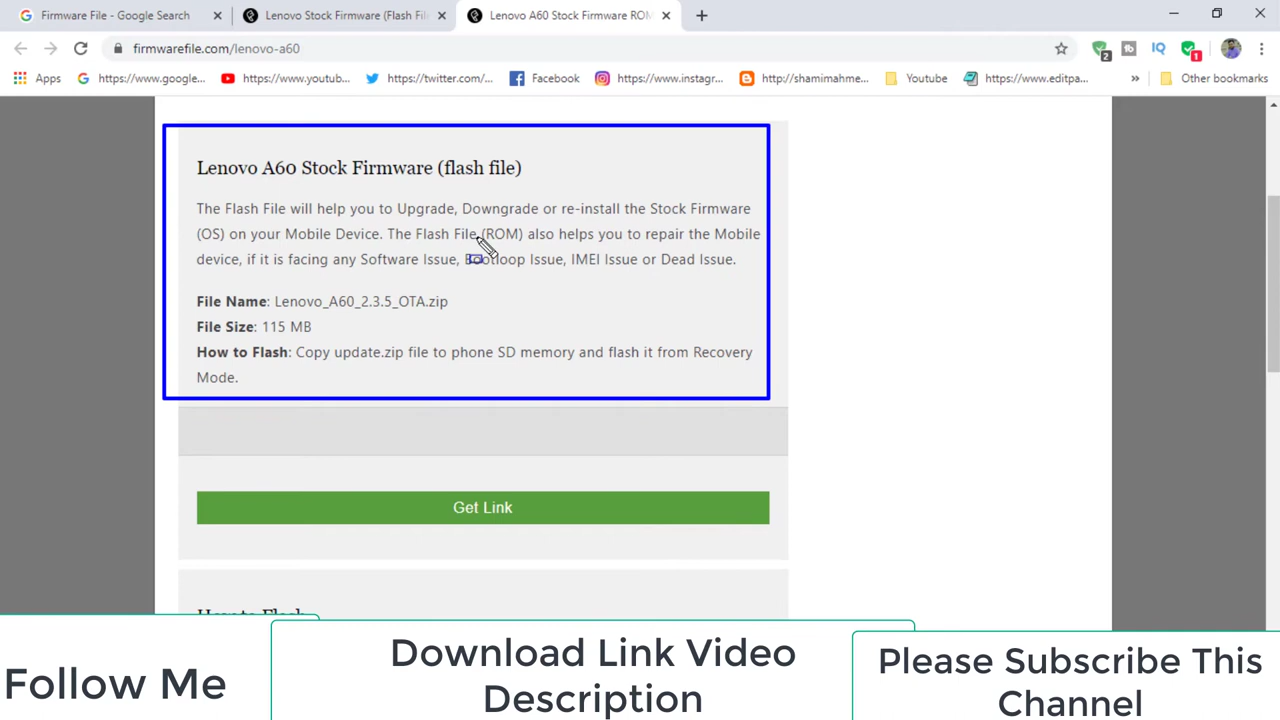 Firmware File - Google Search
Lenovo Stock Firmware (Flash Fil
Lenovo A60 Stock Firmware ROM
firmwarefile.com/lenovo-a60
2
1
Apps
https://www.google...
https://www.youtub...
https://twitter.com/...
Facebook
https://www.instagr...
http://shamimahme...
Youtube
https://www.editpa...
Other bookmarks
Lenovo A60 Stock Firmware (flash file)
The Flash File will help you to Upgrade, Downgrade or re-install the Stock Firmware
(OS) on your Mobile Device. The Flash File (ROM) also helps you to repair the Mobile
device, if it is facing any Software Issue, Bootloop Issue, IMEI Issue or Dead Issue.
File Name: Lenovo_A60_2.3.5_OTA.zip
File Size: 115 MB
How to Flash: Copy update.zip file to phone SD memory and flash it from Recovery
Mode.
Get Link
How to Flash
Follow Me
Download Link Video
Description
Please Subscribe This
Channel